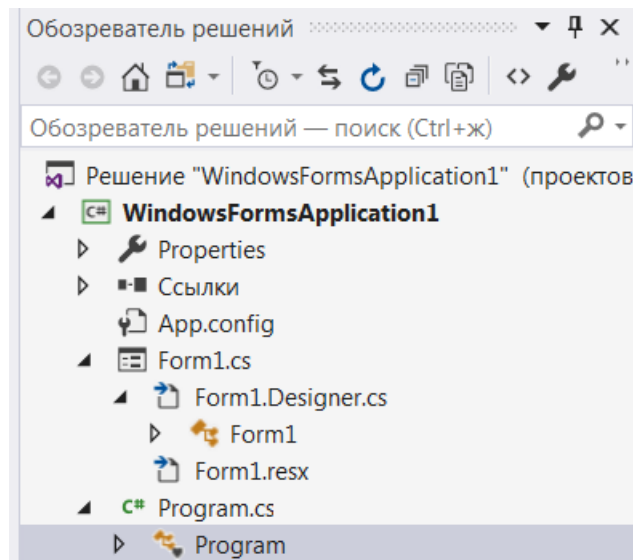 Обозреватель решений
Обозреватель решений — поиск (Ctrl+ж)
Решение "WindowsFormsApplication1" (проектов
C# WindowsFormsApplication1
Properties
Ссылки
App.config
Form1.cs
Form1.Designer.cs
Form1
Form1.resx
C# Program.cs
Program